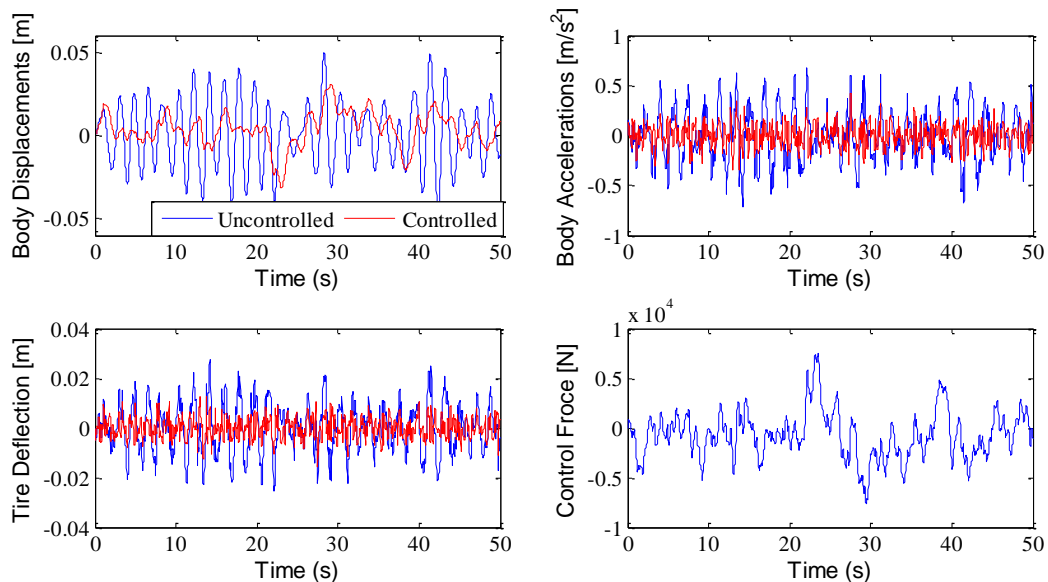 Body Displacements [m]
0.05
0
-0.05
Uncontrolled
Controlled
0 10 20 30 40 50
Time (s)
Body Accelerations [m/s²]
1
0.5
0
-0.5
-1
0 10 20 30 40 50
Time (s)
Tire Deflection [m]
0.04
0.02
0
-0.02
-0.04
0 10 20 30 40 50
Time (s)
Control Froce [N]
x 10⁴
1
0.5
0
-0.5
-1
0 10 20 30 40 50
Time (s)